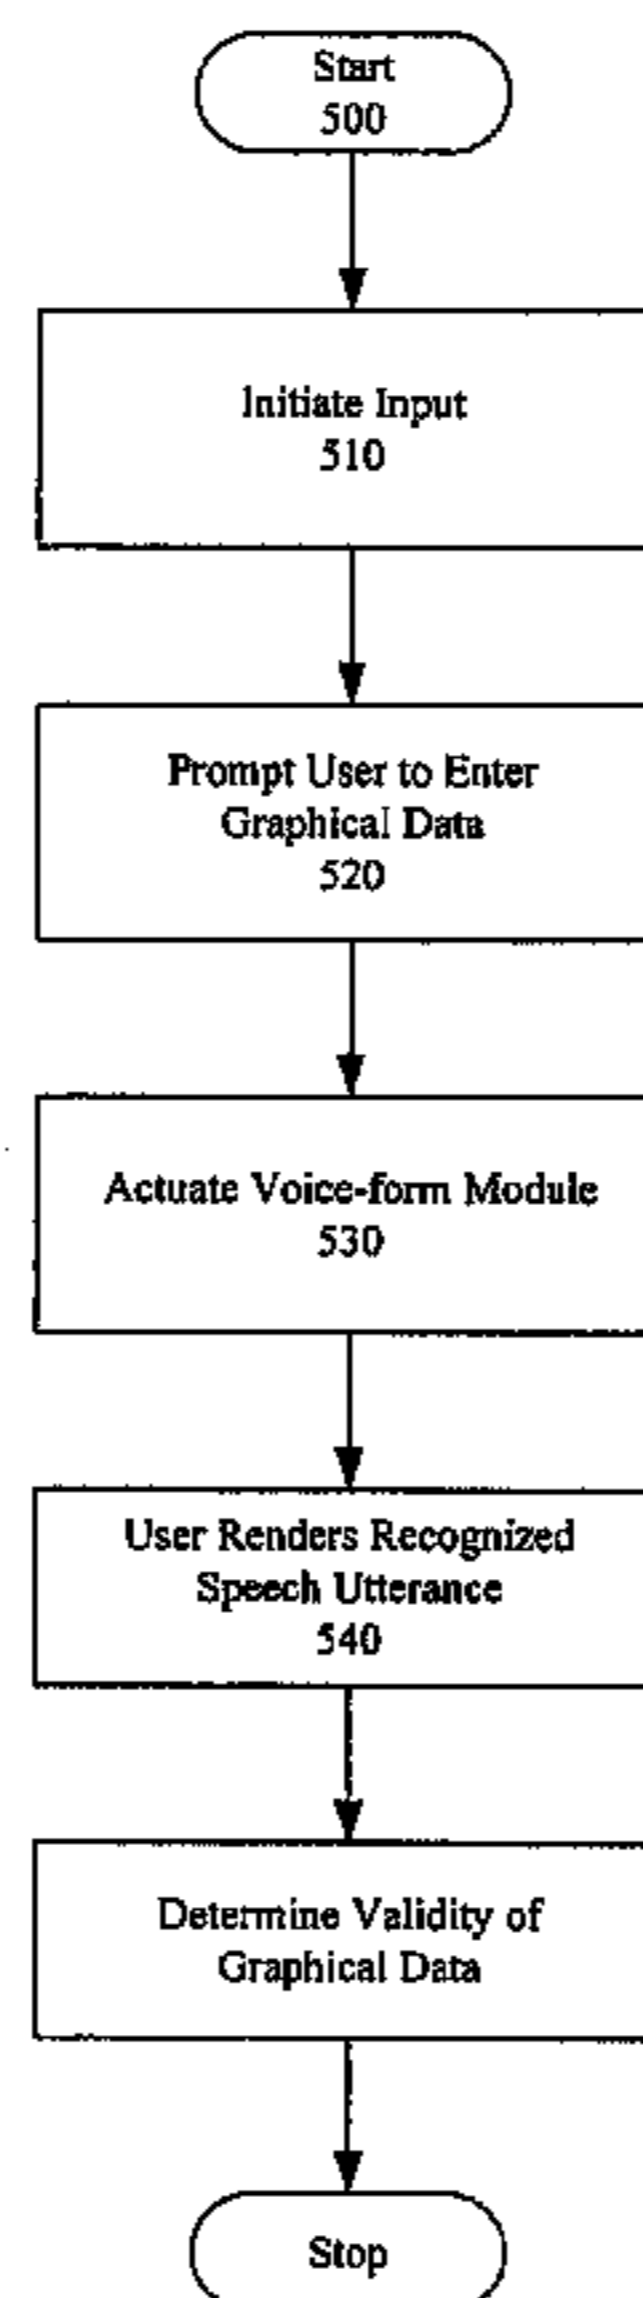 Start
500
Initiate Input
510
Prompt User to Enter
Graphical Data
520
Actuate Voice-form Module
530
User Renders Recognized
Speech Utterance
540
Determine Validity of
Graphical Data
Stop